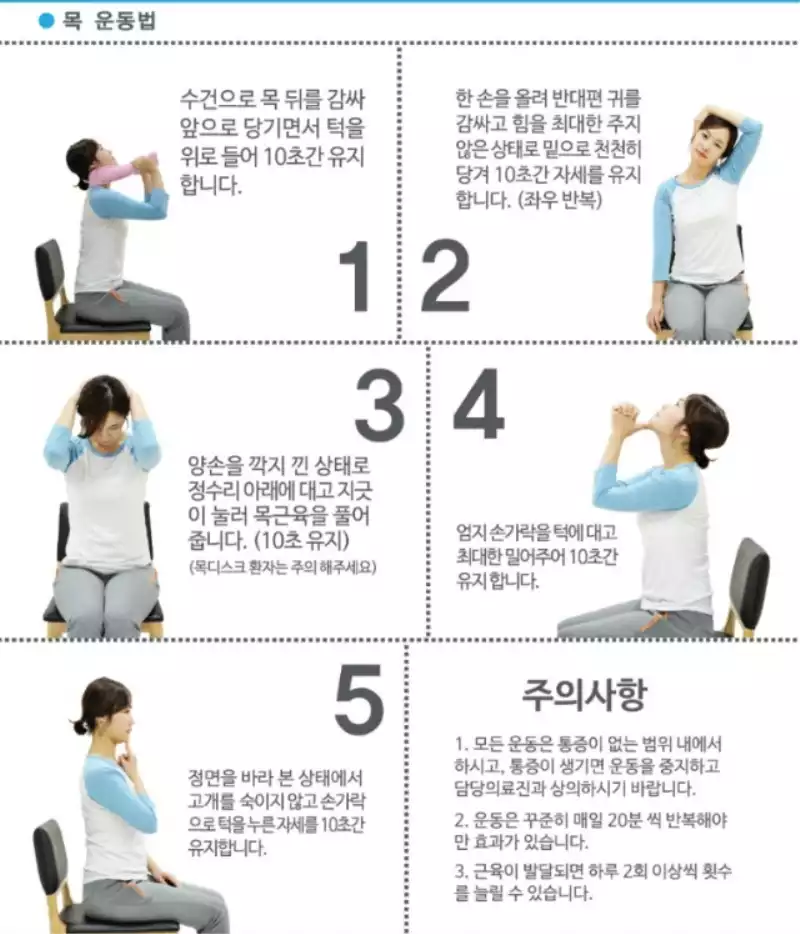 목 운동법
수건으로 목 뒤를 감싸
앞으로 당기면서 턱을
위로 들어 10초간 유지
합니다.
1
한 손을 올려 반대편 귀를
감싸고 힘을 최대한 주지
않은 상태로 밑으로 천천히
당겨 10초간 자세를 유지
합니다. (좌우 반복)
2
3
양손을 깍지 낀 상태로
정수리 아래에 대고 지긋
이 눌러 목근육을 풀어
줍니다. (10초 유지)
(목디스크 환자는 주의 해주세요)
4
엄지 손가락을 턱에 대고
최대한 밀어주어 10초간
유지 합니다.
5
정면을 바라 본 상태에서
고개를 숙이지 않고 손가락
으로 턱을 누른 자세를 10초간
유지합니다.
주의사항
1. 모든 운동은 통증이 없는 범위 내에서
하시고, 통증이 생기면 운동을 중지하고
담당의료진과 상의하시기 바랍니다.
2. 운동은 꾸준히 매일 20분 씩 반복해야
만 효과가 있습니다.
3. 근육이 발달되면 하루 2회 이상씩 횟수
를 늘릴 수 있습니다.